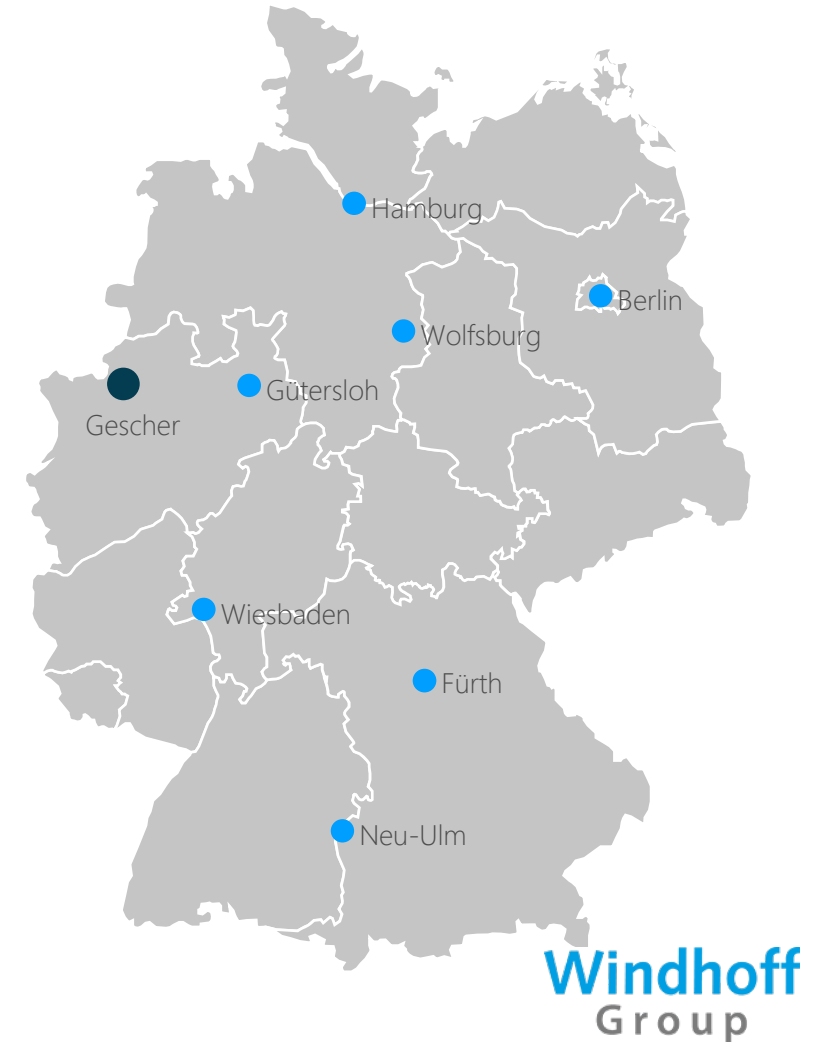 Hamburg
Berlin
Wolfsburg
Gütersloh
Gescher
Wiesbaden
Fürth
Neu-Ulm
Windhoff
Group